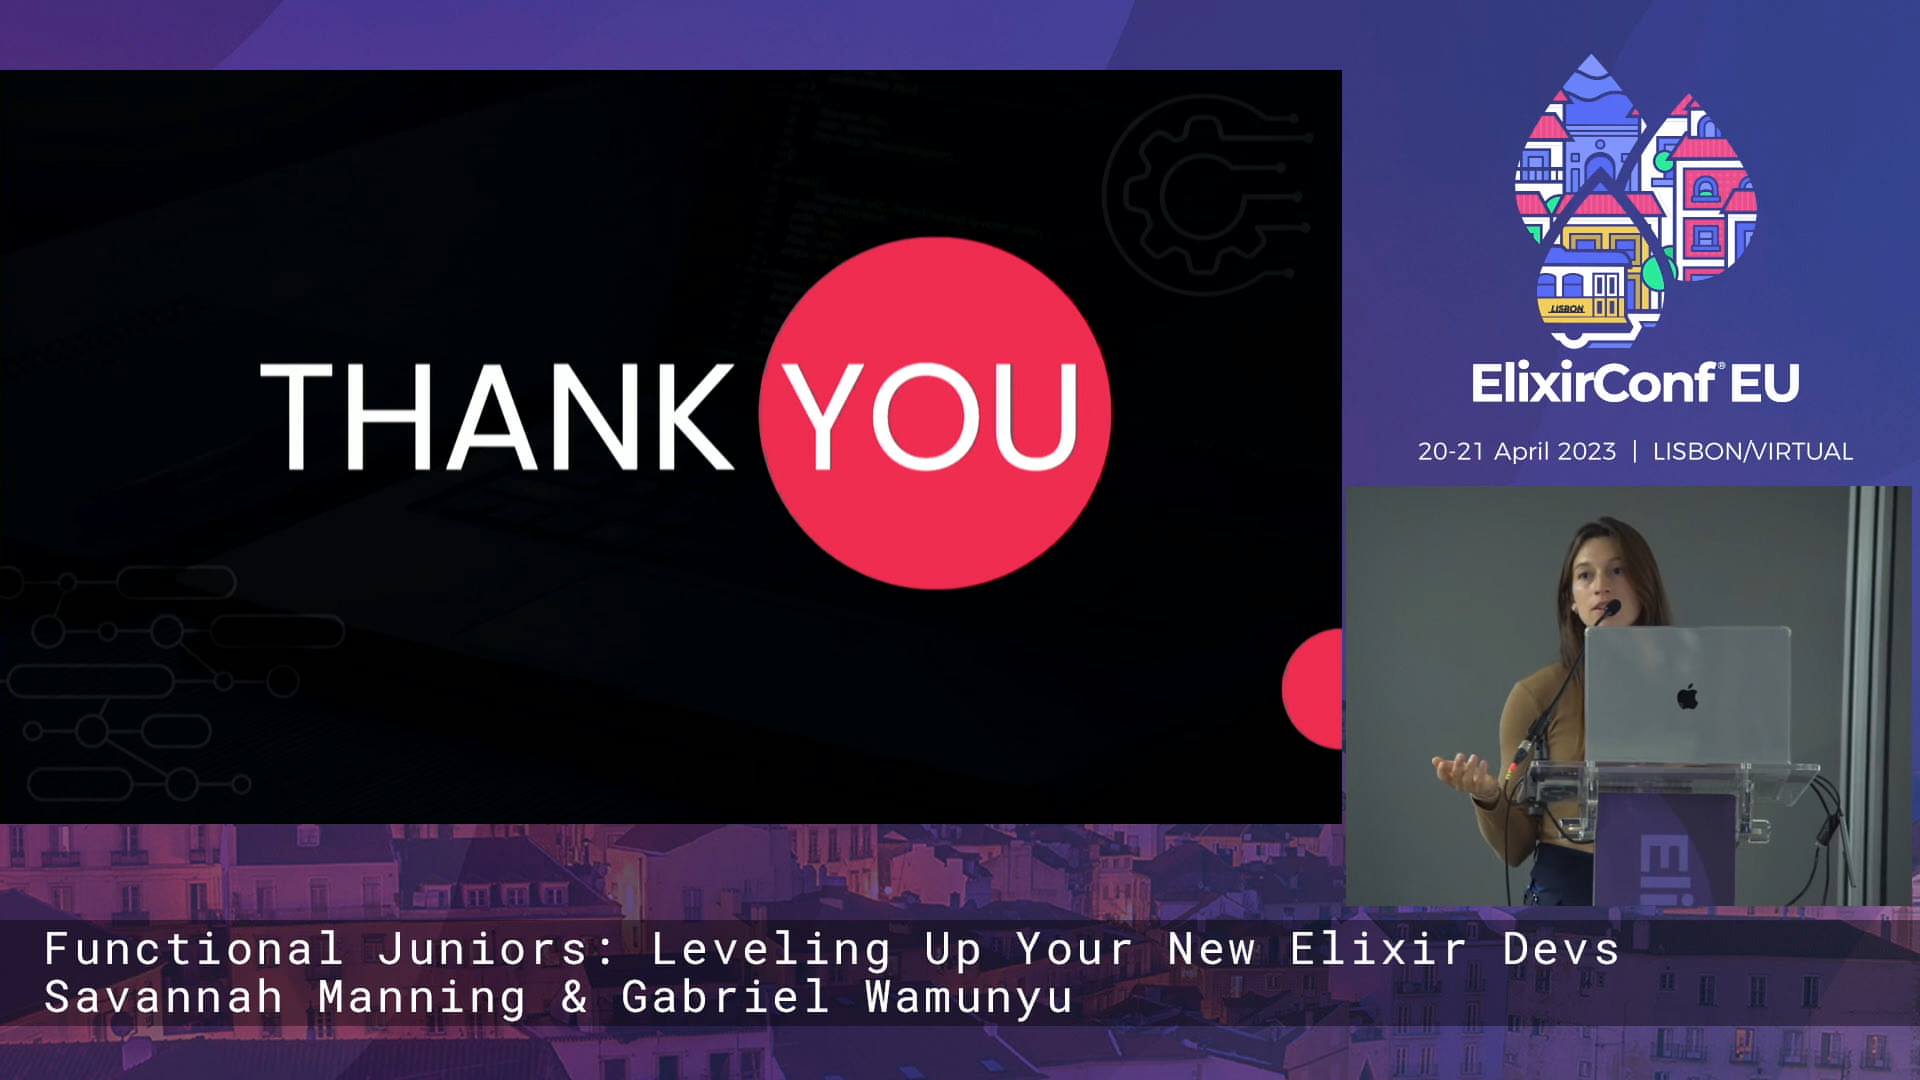 THANK YOU
LISBON
ElixirConf® EU
20-21 April 2023 | LISBON/VIRTUAL
Eli
Functional Juniors: Leveling Up Your New Elixir Devs
Savannah Manning & Gabriel Wamunyu